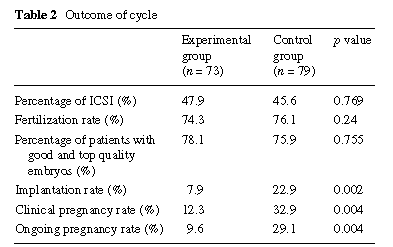 Table 2 Outcome of cycle
Experimental group (n = 73) Control group (n = 79) p value
Percentage of ICSI (%) 47.9 45.6 0.769
Fertilization rate (%) 74.3 76.1 0.24
Percentage of patients with 78.1 75.9 0.755
good and top quality
embryos (%)
Implantation rate (%) 7.9 22.9 0.002
Clinical pregnancy rate (%) 12.3 32.9 0.004
Ongoing pregnancy rate (%) 9.6 29.1 0.004